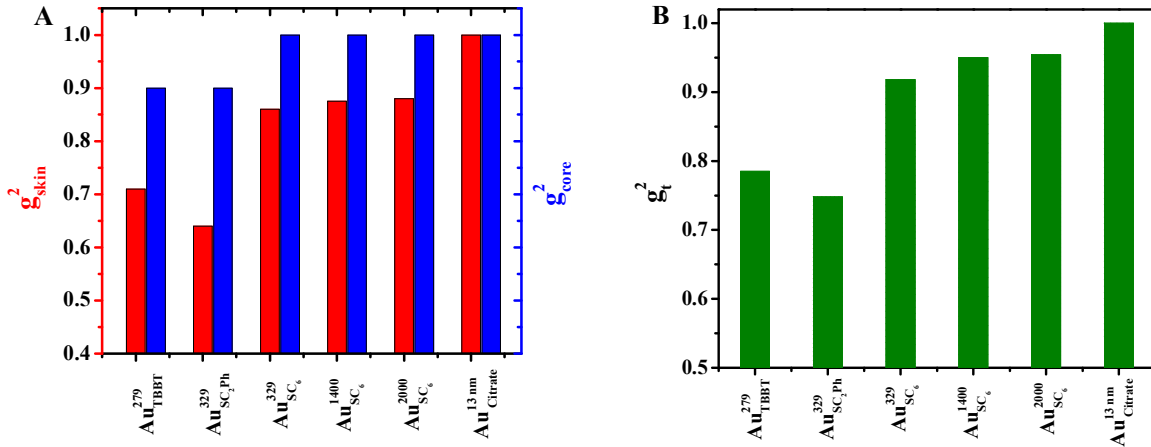 A
1.0
0.9
0.8
0.7
0.6
0.5
0.4
g²skin
g²core
Au²⁷⁹TBBT
Au³²⁹SC₂Ph
Au³²⁹SC₆
Au¹⁴⁰⁰SC₆
Au²⁰⁰⁰SC₆
Au¹³ ⁿᵐCitrate
B
1.0
0.9
0.8
0.7
0.6
0.5
g²t
Au²⁷⁹TBBT
Au³²⁹SC₂Ph
Au³²⁹SC₆
Au¹⁴⁰⁰SC₆
Au²⁰⁰⁰SC₆
Au¹³ ⁿᵐCitrate